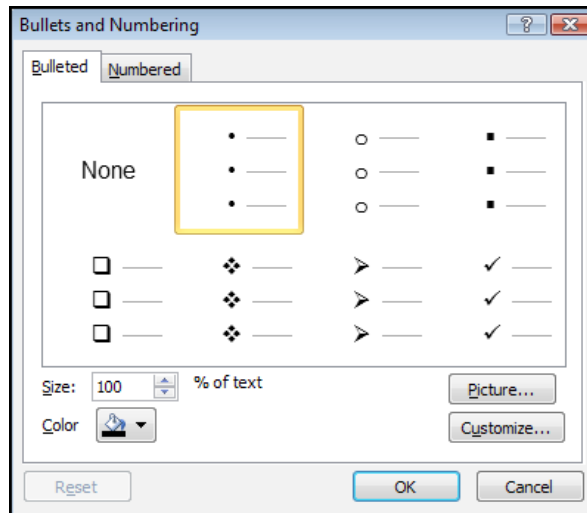 Bullets and Numbering
Bulleted Numbered
None
Size: 100 % of text
Picture...
Color
Customize...
Reset OK Cancel